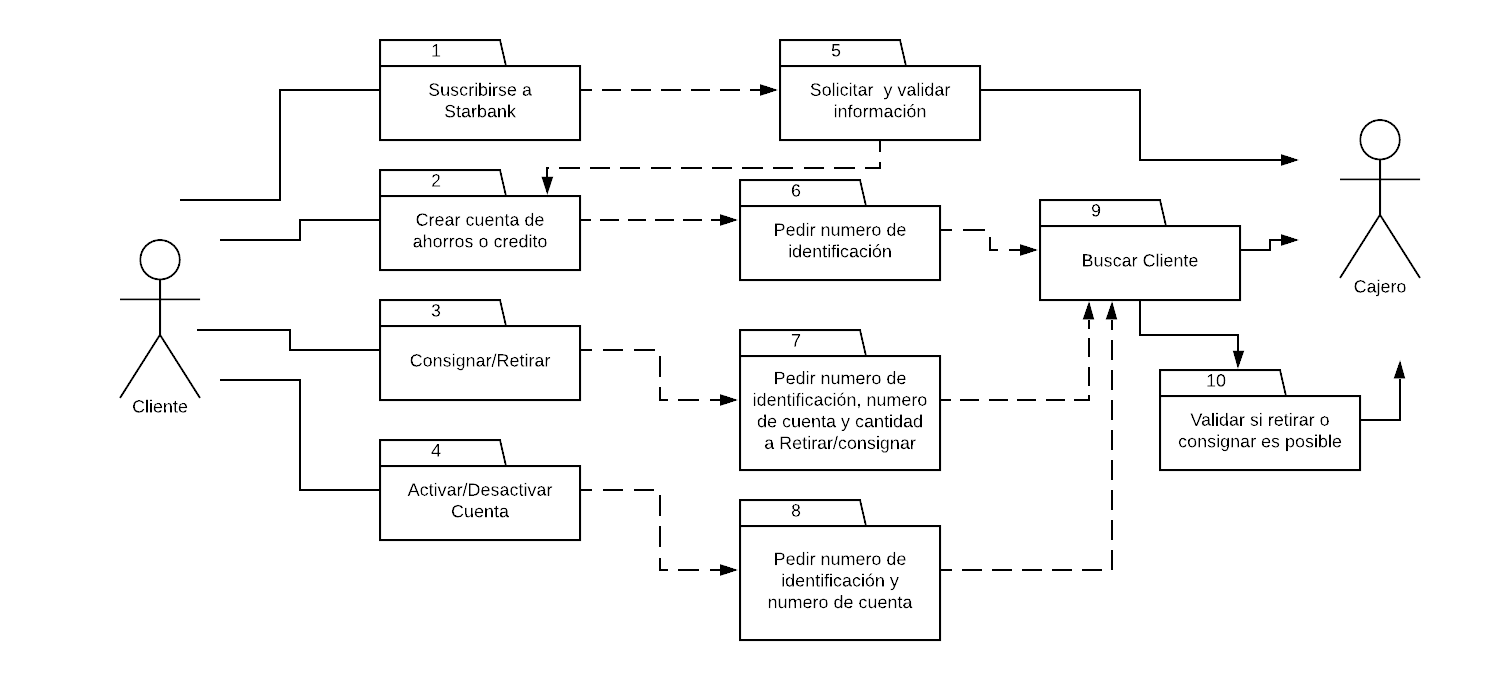 1
Suscribirse a
Starbank
5
Solicitar y validar
información
2
Crear cuenta de
ahorros o credito
6
Pedir numero de
identificación
9
Buscar Cliente
Cajero
3
Consignar/Retirar
Cliente
7
Pedir numero de
identificación, numero
de cuenta y cantidad
a Retirar/consignar
10
Validar si retirar o
consignar es posible
4
Activar/Desactivar
Cuenta
8
Pedir numero de
identificación y
numero de cuenta